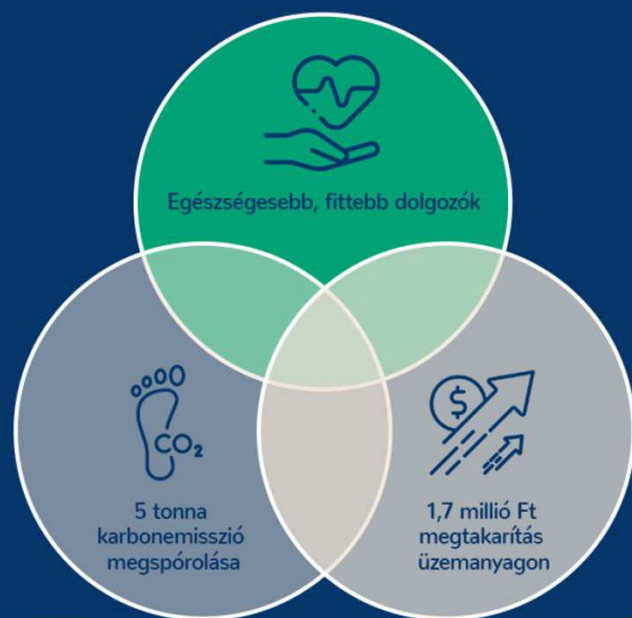 Egészségesebb, fittebb dolgozók
CO₂
5 tonna
karbonemisszió
megspórolása
$
1,7 millió Ft
megtakarítás
üzemanyagon